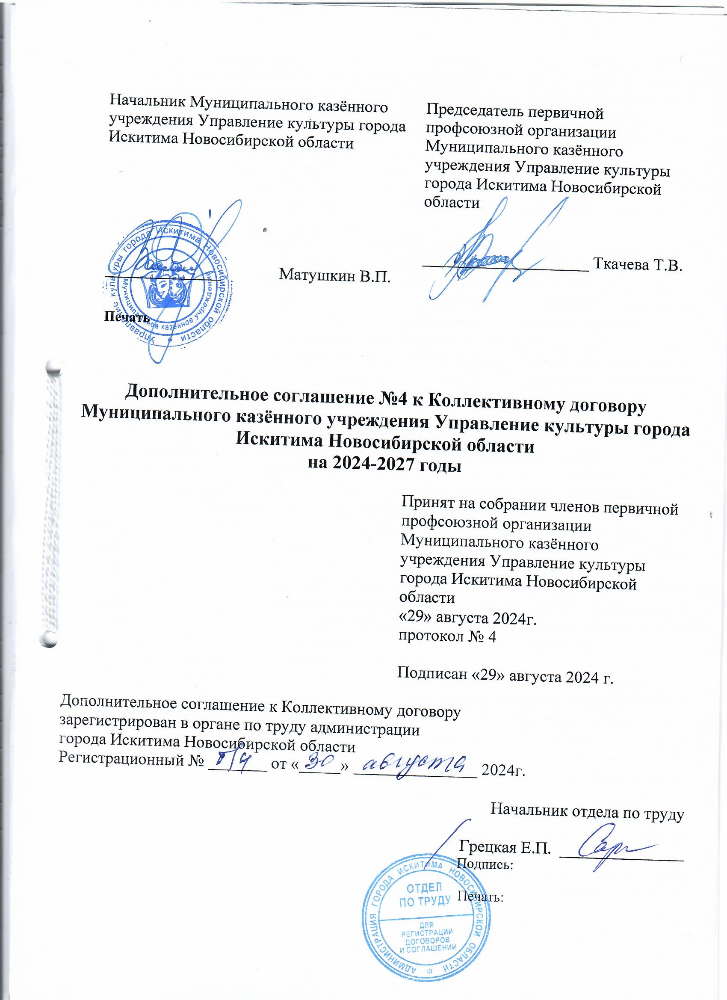 Начальник Муниципального казённого
учреждения Управление культуры города
Искитима Новосибирской области
Председатель первичной
профсоюзной организации
Муниципального казённого
учреждения Управление культуры
города Искитима Новосибирской
области
Матушкин В.П.
Ткачева Т.В.
Печать
Управление культуры города Искитима Новосибирской области
Муниципальное казенное учреждение
Дополнительное соглашение №4 к Коллективному договору
Муниципального казённого учреждения Управление культуры города
Искитима Новосибирской области
на 2024-2027 годы
Принят на собрании членов первичной
профсоюзной организации
Муниципального казённого
учреждения Управление культуры
города Искитима Новосибирской
области
«29» августа 2024г.
протокол № 4
Подписан «29» августа 2024 г.
Дополнительное соглашение к Коллективному договору
зарегистрирован в органе по труду администрации
города Искитима Новосибирской области
Регистрационный № от «30» августа 2024г.
Начальник отдела по труду
Грецкая Е.П.
Подпись:
Печать:
АДМИНИСТРАЦИЯ ГОРОДА ИСКИТИМА НОВОСИБИРСКОЙ ОБЛАСТИ
ОТДЕЛ
ПО ТРУДУ
ДЛЯ
РЕГИСТРАЦИИ
ДОГОВОРОВ
И СОГЛАШЕНИЙ